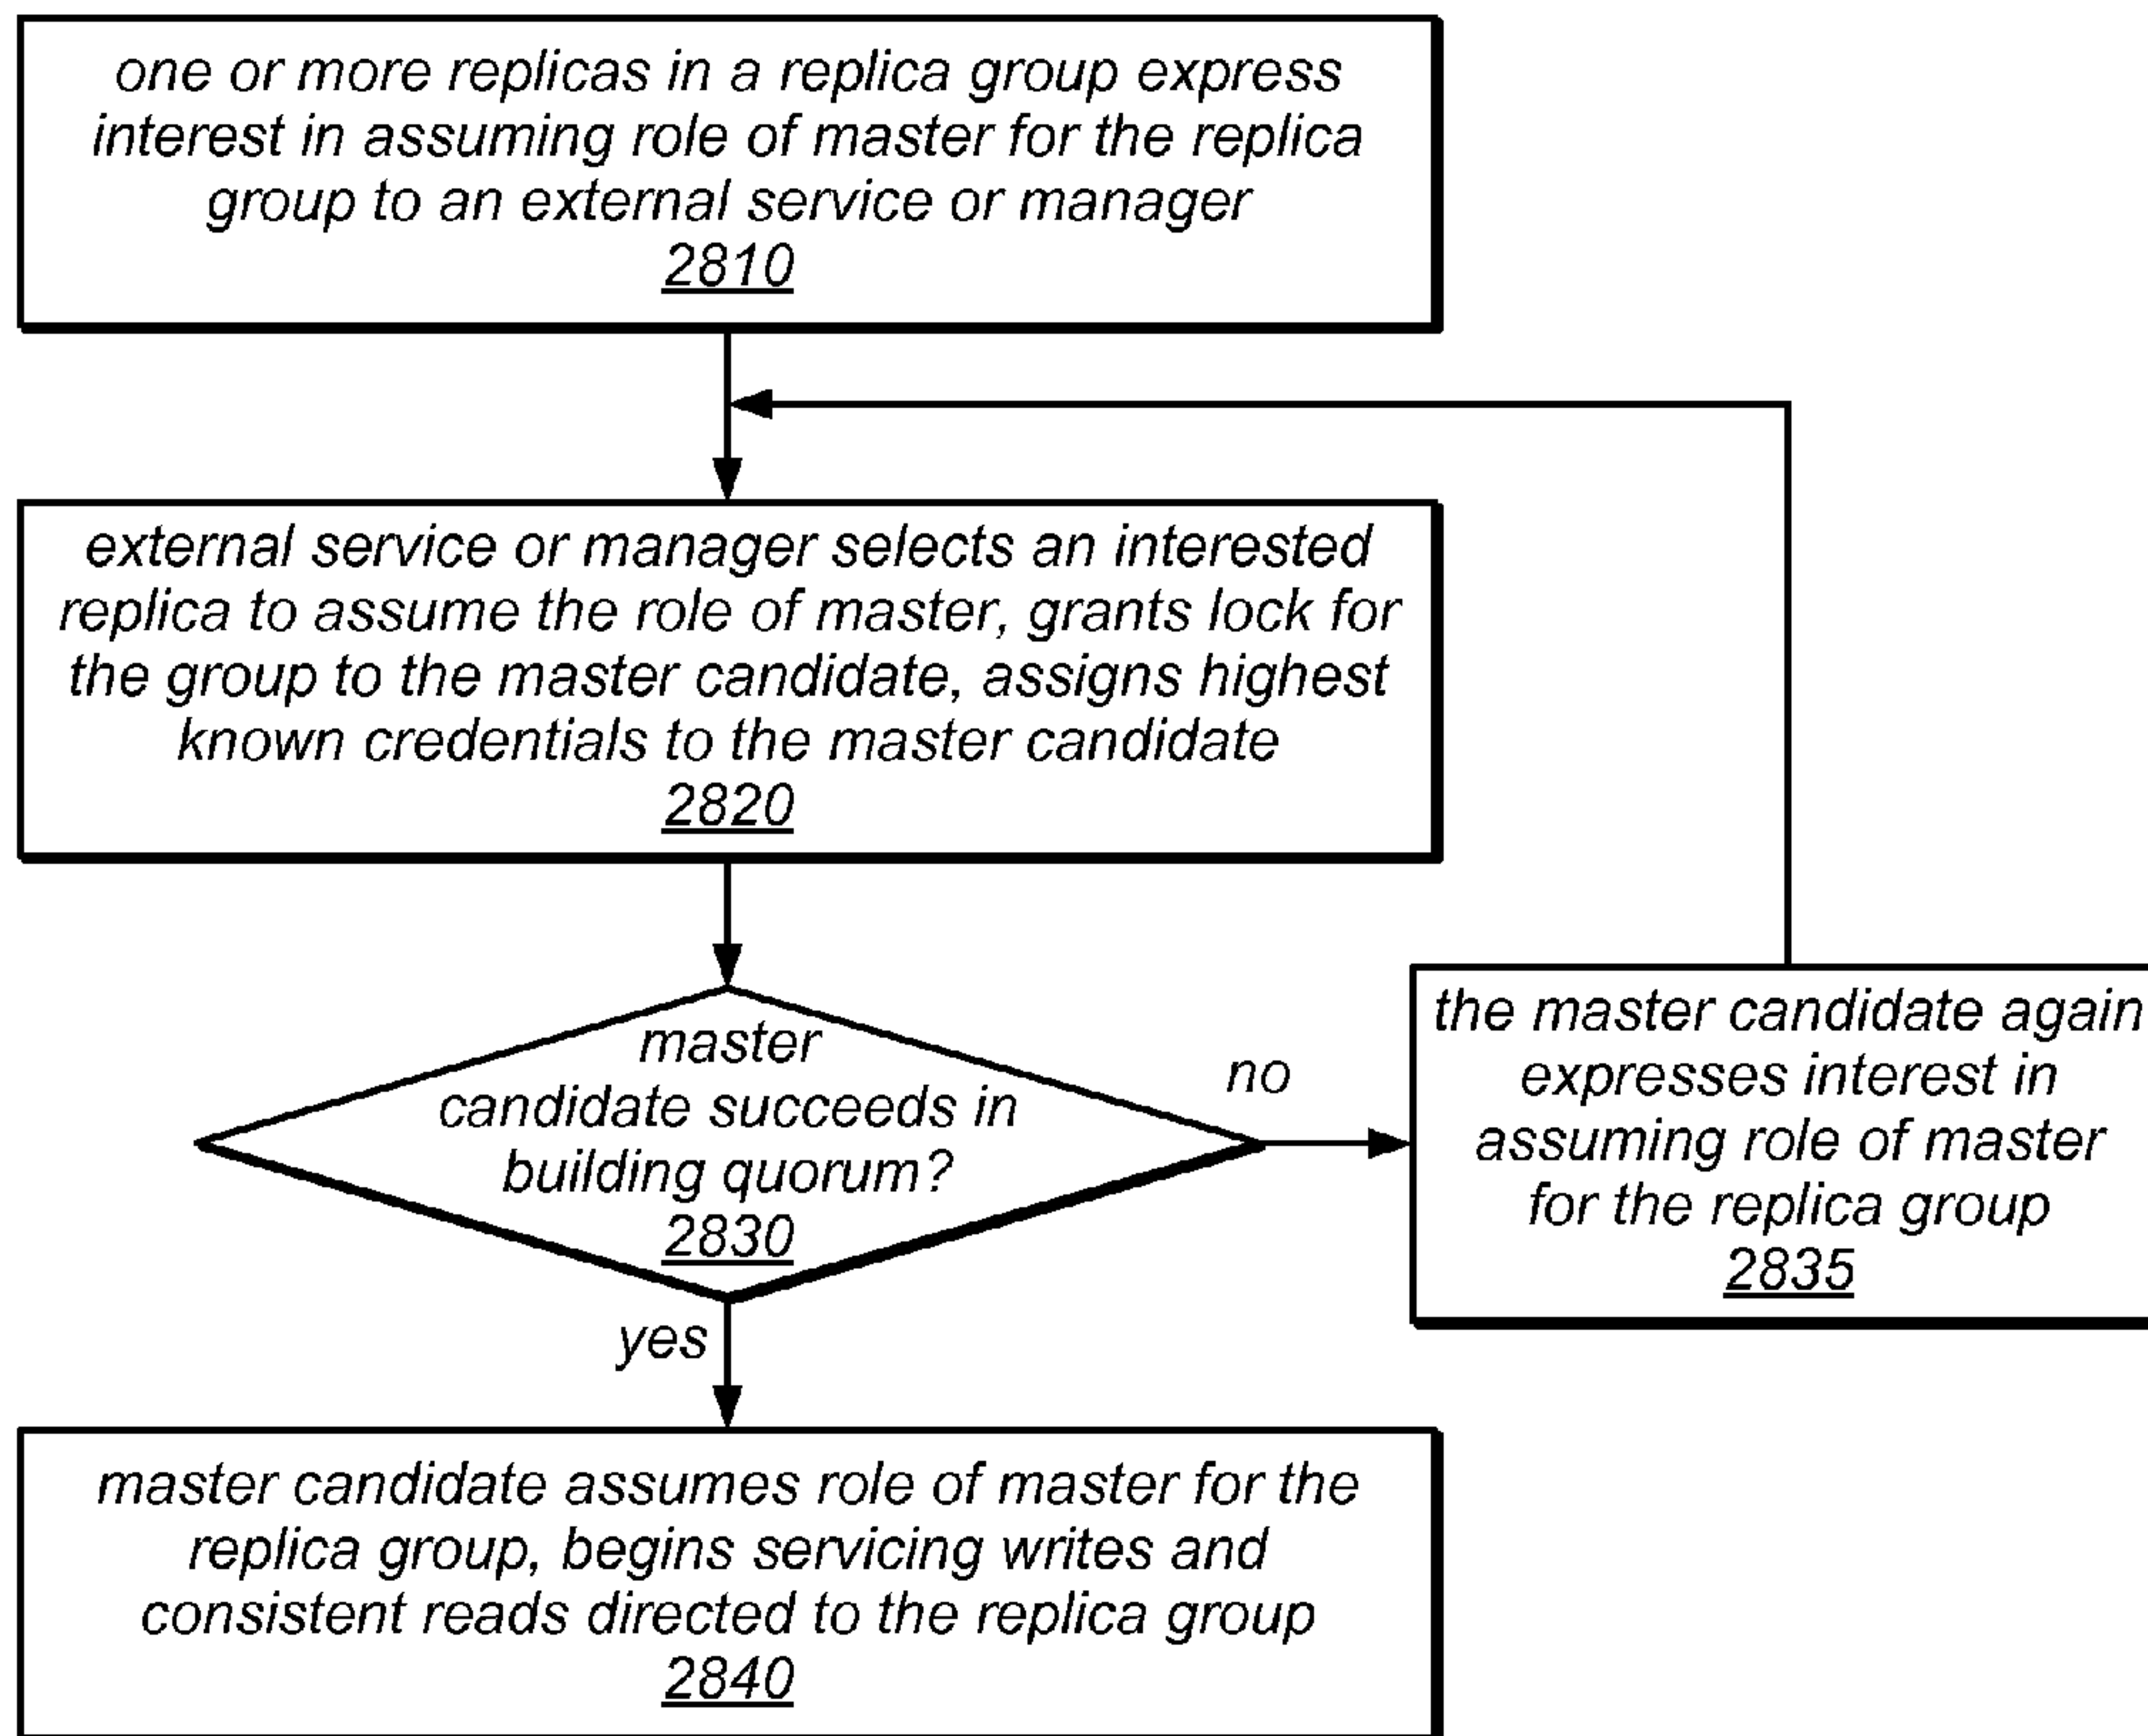 one or more replicas in a replica group express
interest in assuming role of master for the replica
group to an external service or manager
2810
external service or manager selects an interested
replica to assume the role of master, grants lock for
the group to the master candidate, assigns highest
known credentials to the master candidate
2820
master
candidate succeeds in
building quorum?
2830
no
the master candidate again
expresses interest in
assuming role of master
for the replica group
2835
yes
master candidate assumes role of master for the
replica group, begins servicing writes and
consistent reads directed to the replica group
2840